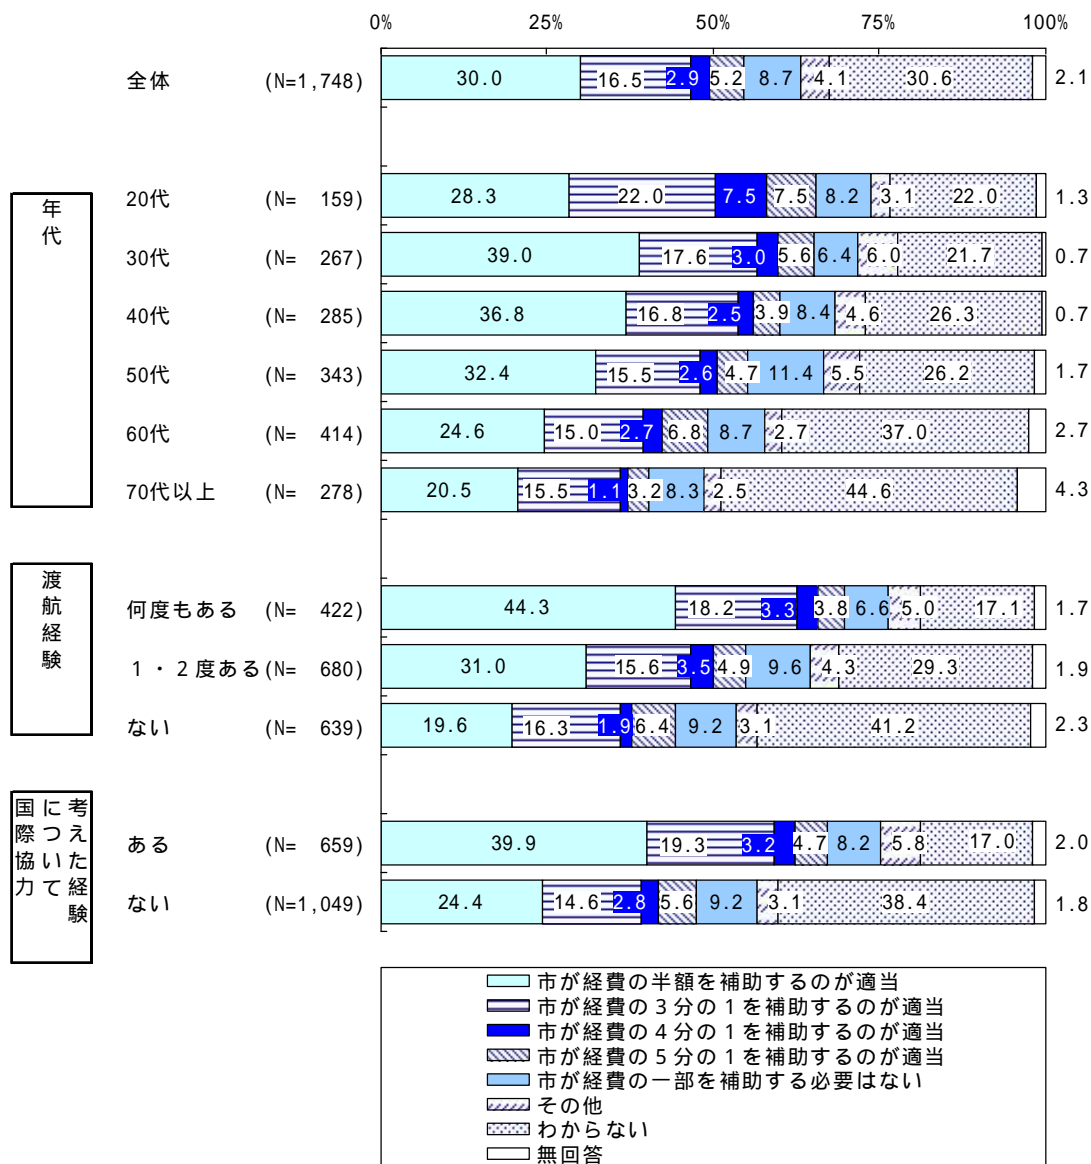 0% 25% 50% 75% 100%
全体 (N=1,748) 30.0 16.5 2.9 5.2 8.7 4.1 30.6 2.1
年代
20代 (N= 159) 28.3 22.0 7.5 7.5 8.2 3.1 22.0 1.3
30代 (N= 267) 39.0 17.6 3.0 5.6 6.4 6.0 21.7 0.7
40代 (N= 285) 36.8 16.8 2.5 3.9 8.4 4.6 26.3 0.7
50代 (N= 343) 32.4 15.5 2.6 4.7 11.4 5.5 26.2 1.7
60代 (N= 414) 24.6 15.0 2.7 6.8 8.7 2.7 37.0 2.7
70代以上 (N= 278) 20.5 15.5 1.1 3.2 8.3 2.5 44.6 4.3
渡航経験
何度もある (N= 422) 44.3 18.2 3.3 3.8 6.6 5.0 17.1 1.7
1・2度ある (N= 680) 31.0 15.6 3.5 4.9 9.6 4.3 29.3 1.9
ない (N= 639) 19.6 16.3 1.9 6.4 9.2 3.1 41.2 2.3
国際協力
について
考えた経験
ある (N= 659) 39.9 19.3 3.2 4.7 8.2 5.8 17.0 2.0
ない (N=1,049) 24.4 14.6 2.8 5.6 9.2 3.1 38.4 1.8
市が経費の半額を補助するのが適当
市が経費の3分の1を補助するのが適当
市が経費の4分の1を補助するのが適当
市が経費の5分の1を補助するのが適当
市が経費の一部を補助する必要はない
その他
わからない
無回答